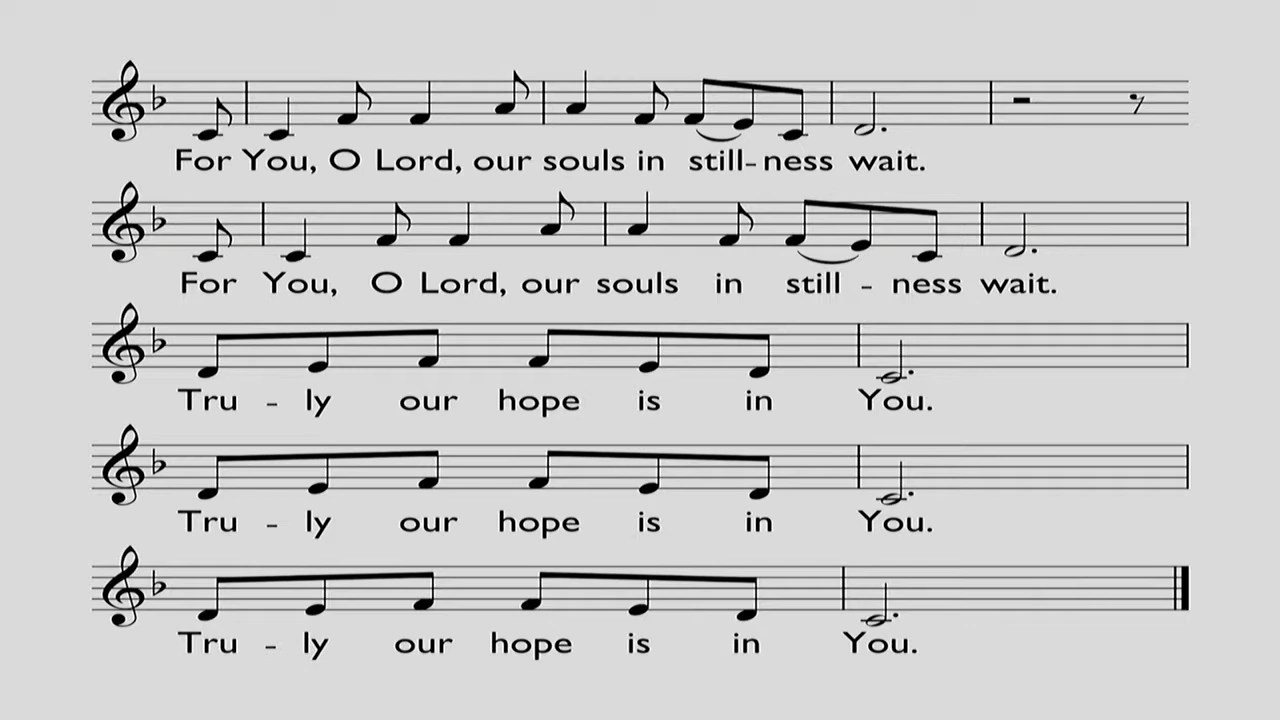 For You, O Lord, our souls in still-ness wait.
For You, O Lord, our souls in still - ness wait.
Tru - ly our hope is in You.
Tru - ly our hope is in You.
Tru - ly our hope is in You.